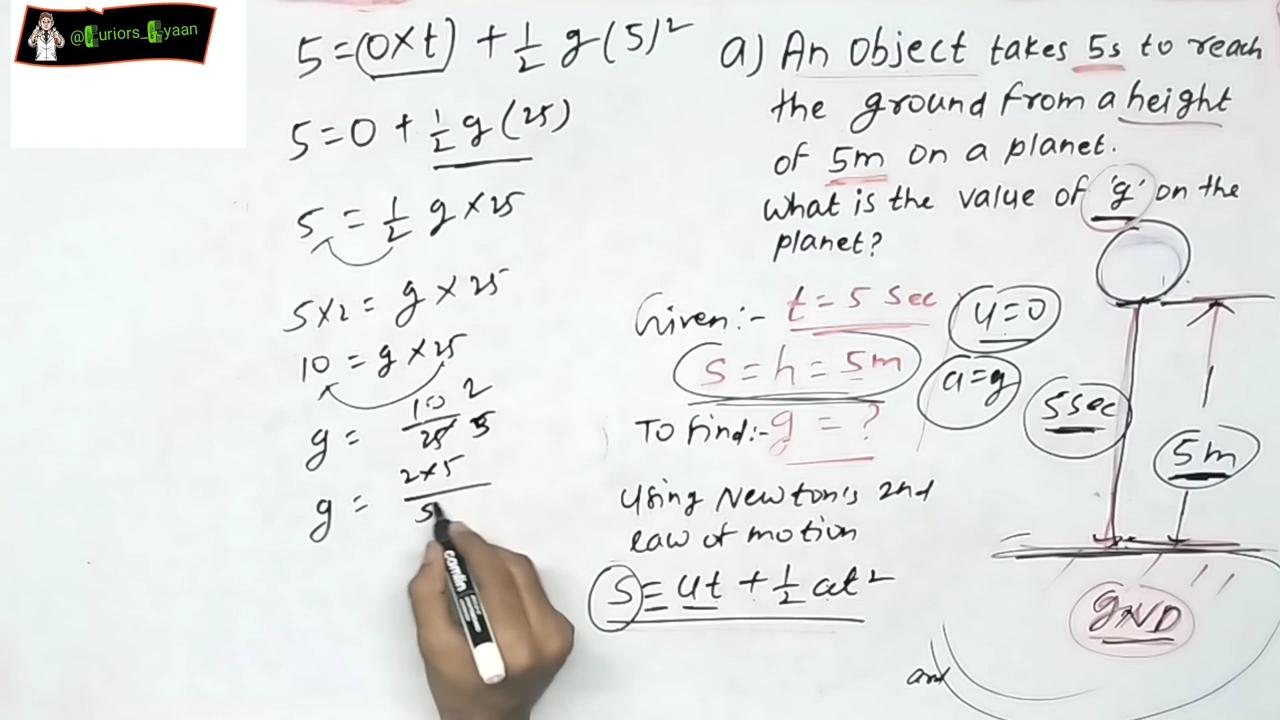 @Curiors_Gyaan
5 = (0×t) + 1/2 g(5)²
5 = 0 + 1/2 g (25)
5 = 1/2 g × 25
5×2 = g × 25
10 = g × 25
g = 10/25 2 5
g = 2×5/5
a) An Object takes 5s to reach
the ground from a height
of 5m on a planet.
what is the value of 'g' on the
planet?
Given:- t = 5 sec u=0
s = h = 5m a=g
To find:- g = ?
Using Newton's 2nd
law of motion
s = ut + 1/2 at²
5sec
5m
GND